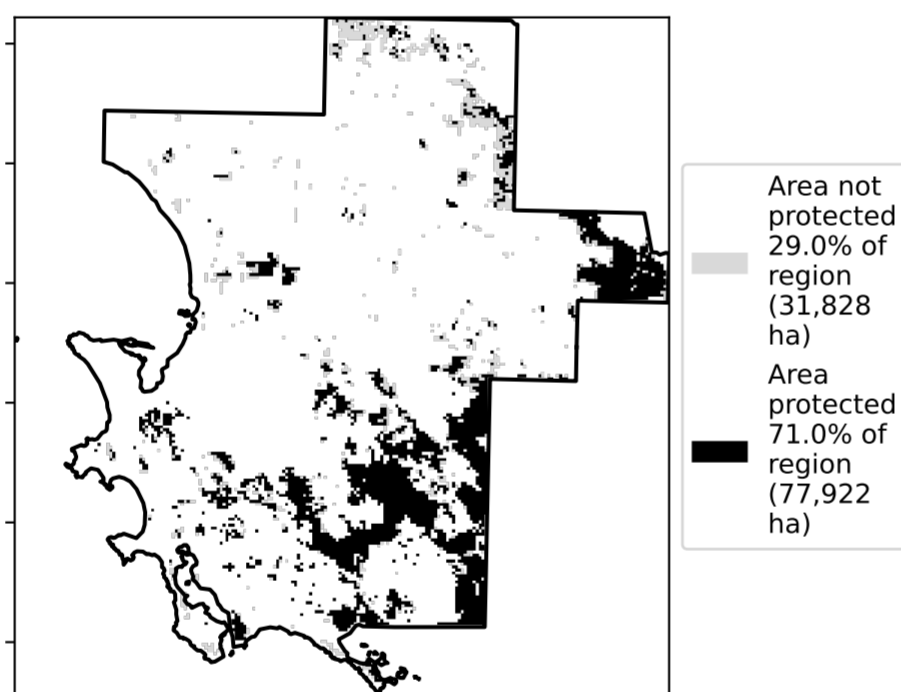 Area not
protected
29.0% of
region
(31,828
ha)
Area
protected
71.0% of
region
(77,922
ha)